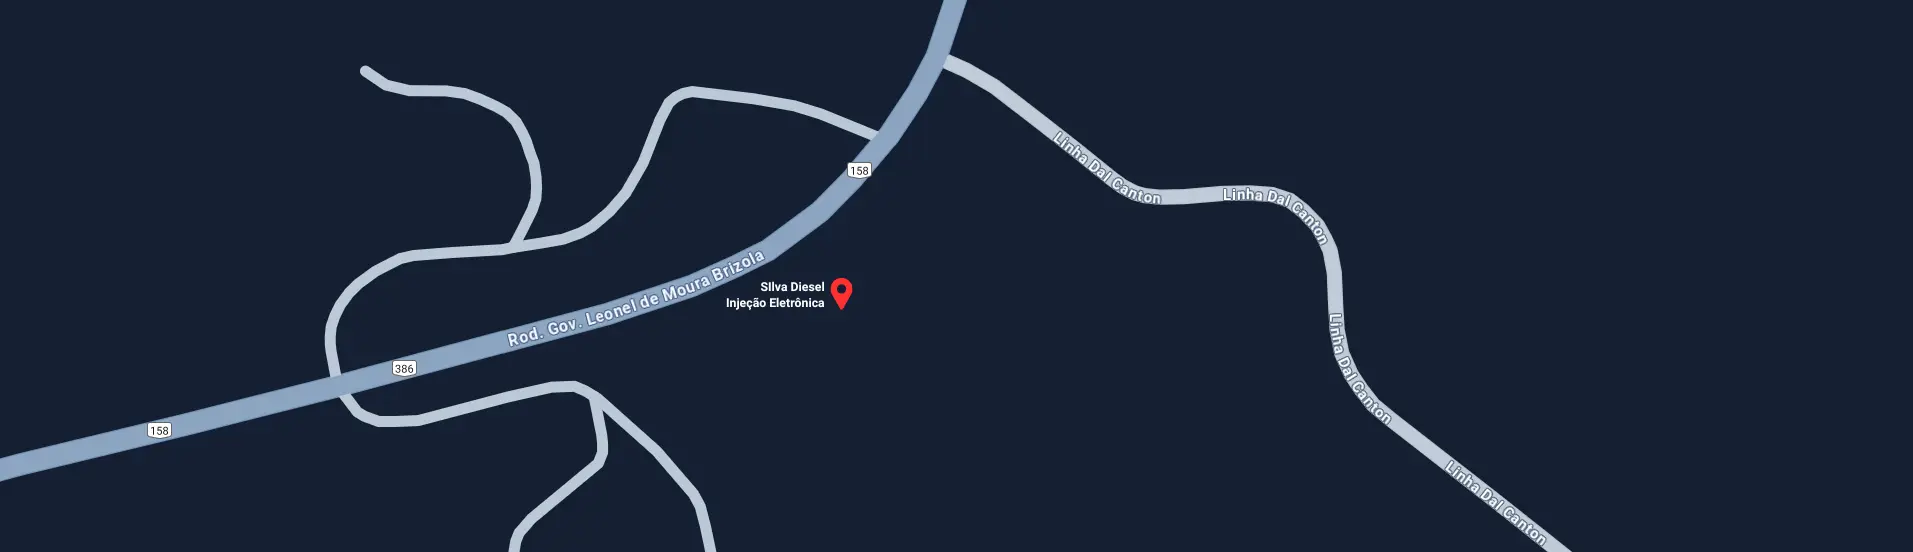 Linha Dal Canton
158
Linha Dal Canton
Rod. Gov. Leonel de Moura Brizola
SIlva Diesel
Injeção Eletrônica
386
Linha Dal Canton
158
Linha Dal Canton